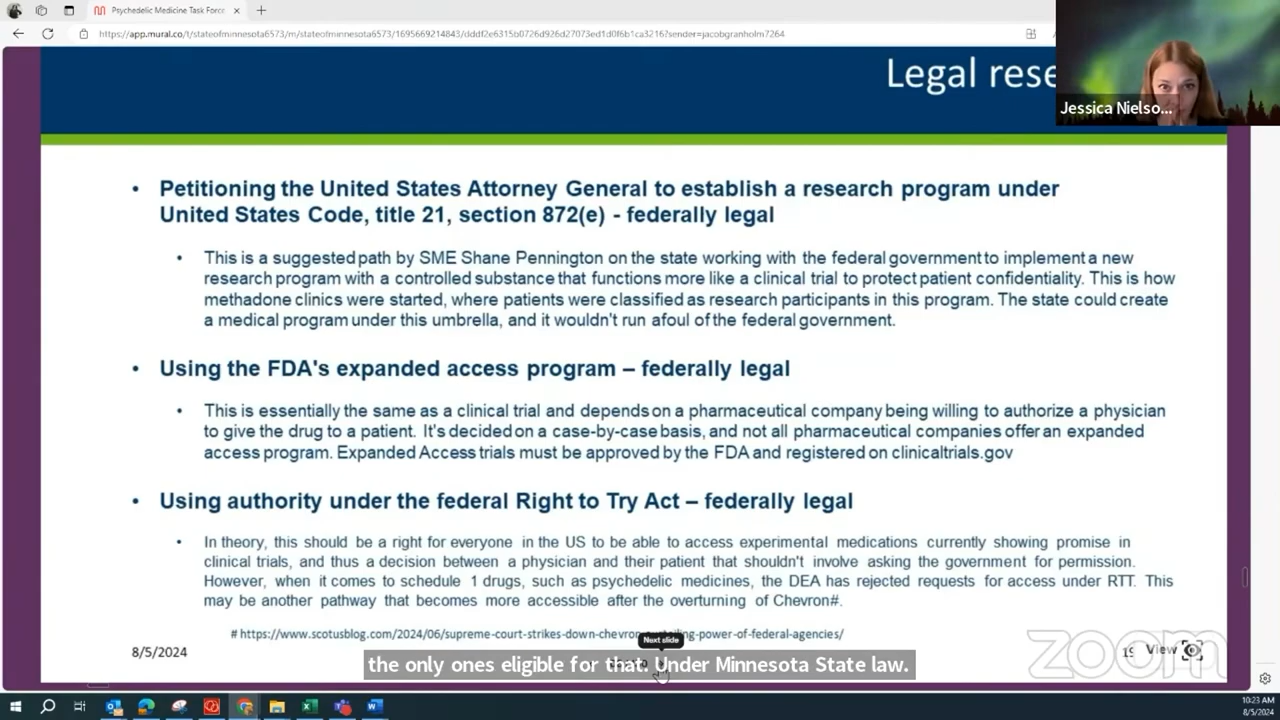 Psychedelic Medicine Task Force
https://app.mural.co/t/stateofminnesota6573/m/stateofminnesota6573/1695669214843/dddf2e6315b0726d926d27073ed1d0f6b1ca3216?sender=jacobgranholm7264
Legal rese
Jessica Nielso...
• Petitioning the United States Attorney General to establish a research program under
United States Code, title 21, section 872(e) - federally legal
• This is a suggested path by SME Shane Pennington on the state working with the federal government to implement a new
research program with a controlled substance that functions more like a clinical trial to protect patient confidentiality. This is how
methadone clinics were started, where patients were classified as research participants in this program. The state could create
a medical program under this umbrella, and it wouldn't run afoul of the federal government.
• Using the FDA's expanded access program – federally legal
• This is essentially the same as a clinical trial and depends on a pharmaceutical company being willing to authorize a physician
to give the drug to a patient. It's decided on a case-by-case basis, and not all pharmaceutical companies offer an expanded
access program. Expanded Access trials must be approved by the FDA and registered on clinicaltrials.gov
• Using authority under the federal Right to Try Act – federally legal
• In theory, this should be a right for everyone in the US to be able to access experimental medications currently showing promise in
clinical trials, and thus a decision between a physician and their patient that shouldn't involve asking the government for permission.
However, when it comes to schedule 1 drugs, such as psychedelic medicines, the DEA has rejected requests for access under RTT. This
may be another pathway that becomes more accessible after the overturning of Chevron#.
# https://www.scotusblog.com/2024/06/supreme-court-strikes-down-chevron-curtailing-power-of-federal-agencies/
Next slide
8/5/2024
View
zoom
the only ones eligible for that. Under Minnesota State law.
10:23 AM
8/5/2024